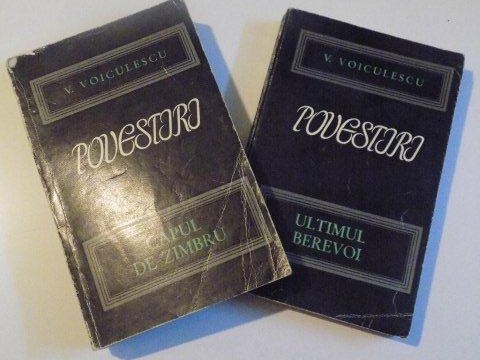 V. VOICULESCU
POVESTIRI
CAPUL
DE ZIMBRU
V. VOICULESCU
POVESTIRI
ULTIMUL
BEREVOI